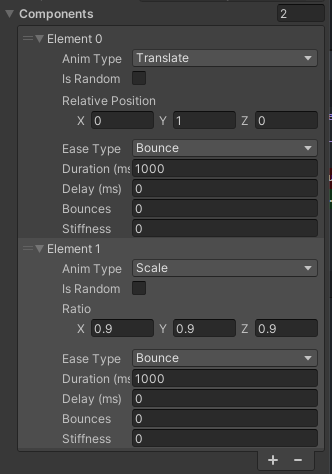 Components 2
Element 0
Anim Type Translate
Is Random
Relative Position
X 0 Y 1 Z 0
Ease Type Bounce
Duration (ms 1000
Delay (ms) 0
Bounces 0
Stiffness 0
Element 1
Anim Type Scale
Is Random
Ratio
X 0.9 Y 0.9 Z 0.9
Ease Type Bounce
Duration (ms 1000
Delay (ms) 0
Bounces 0
Stiffness 0
+ −